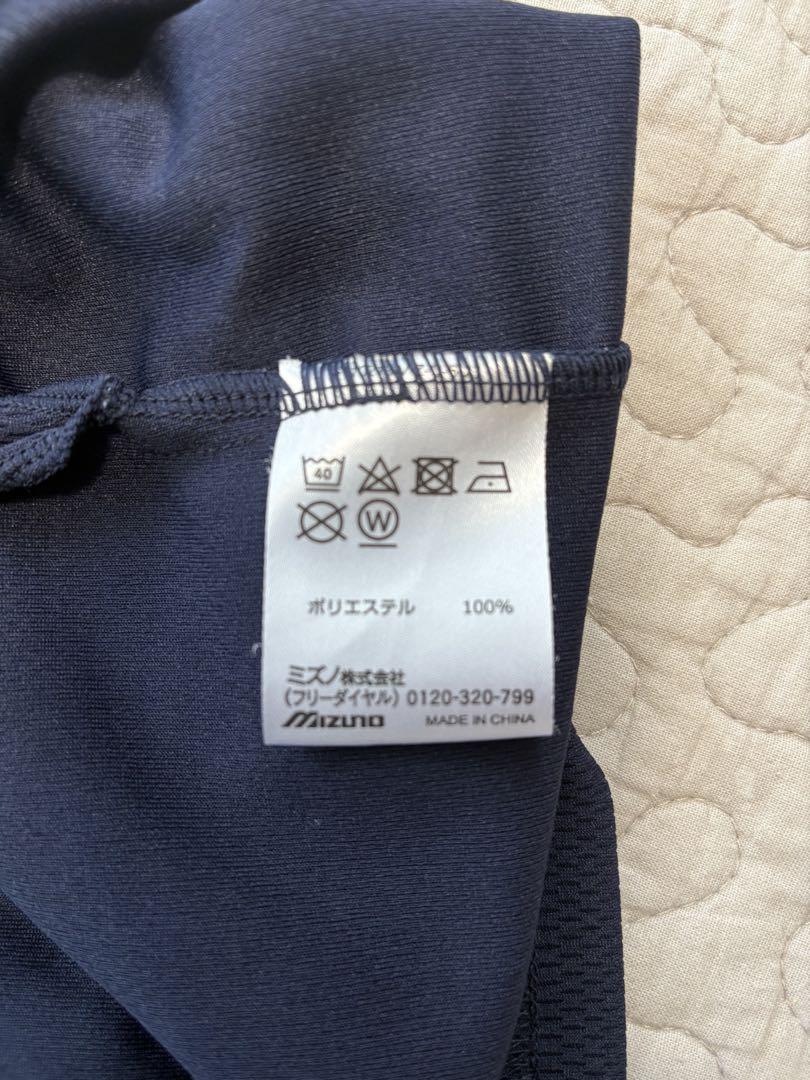 40
W
ポリエステル 100%
ミズノ株式会社
(フリーダイヤル) 0120-320-799
MIZUNO MADE IN CHINA